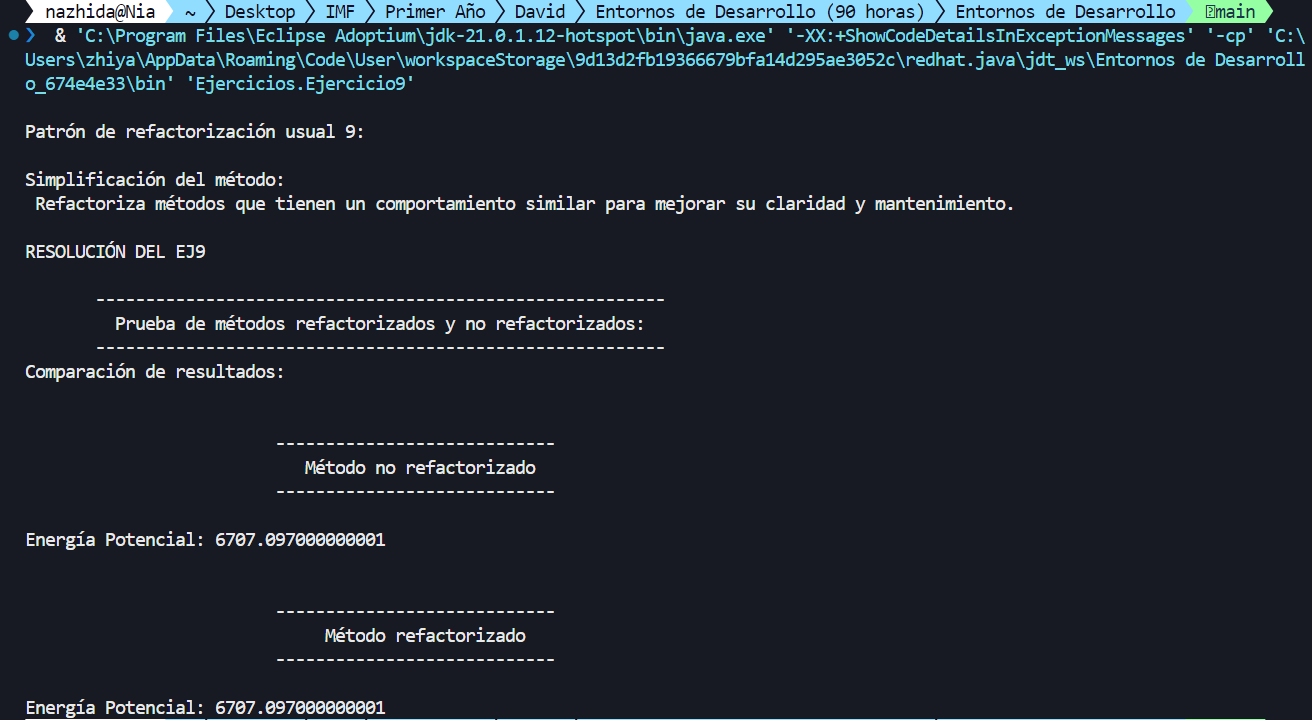 nazhida@Nia ~ Desktop IMF Primer Año David Entornos de Desarrollo (90 horas) Entornos de Desarrollo main
❯ & 'C:\Program Files\Eclipse Adoptium\jdk-21.0.1.12-hotspot\bin\java.exe' '-XX:+ShowCodeDetailsInExceptionMessages' '-cp' 'C:\
Users\zhiya\AppData\Roaming\Code\User\workspaceStorage\9d13d2fb19366679bfa14d295ae3052c\redhat.java\jdt_ws\Entornos de Desarroll
o_674e4e33\bin' 'Ejercicios.Ejercicio9'
Patrón de refactorización usual 9:
Simplificación del método:
Refactoriza métodos que tienen un comportamiento similar para mejorar su claridad y mantenimiento.
RESOLUCIÓN DEL EJ9
---------------------------------------------------------
Prueba de métodos refactorizados y no refactorizados:
---------------------------------------------------------
Comparación de resultados:
----------------------------
Método no refactorizado
----------------------------
Energía Potencial: 6707.097000000001
----------------------------
Método refactorizado
----------------------------
Energía Potencial: 6707.097000000001